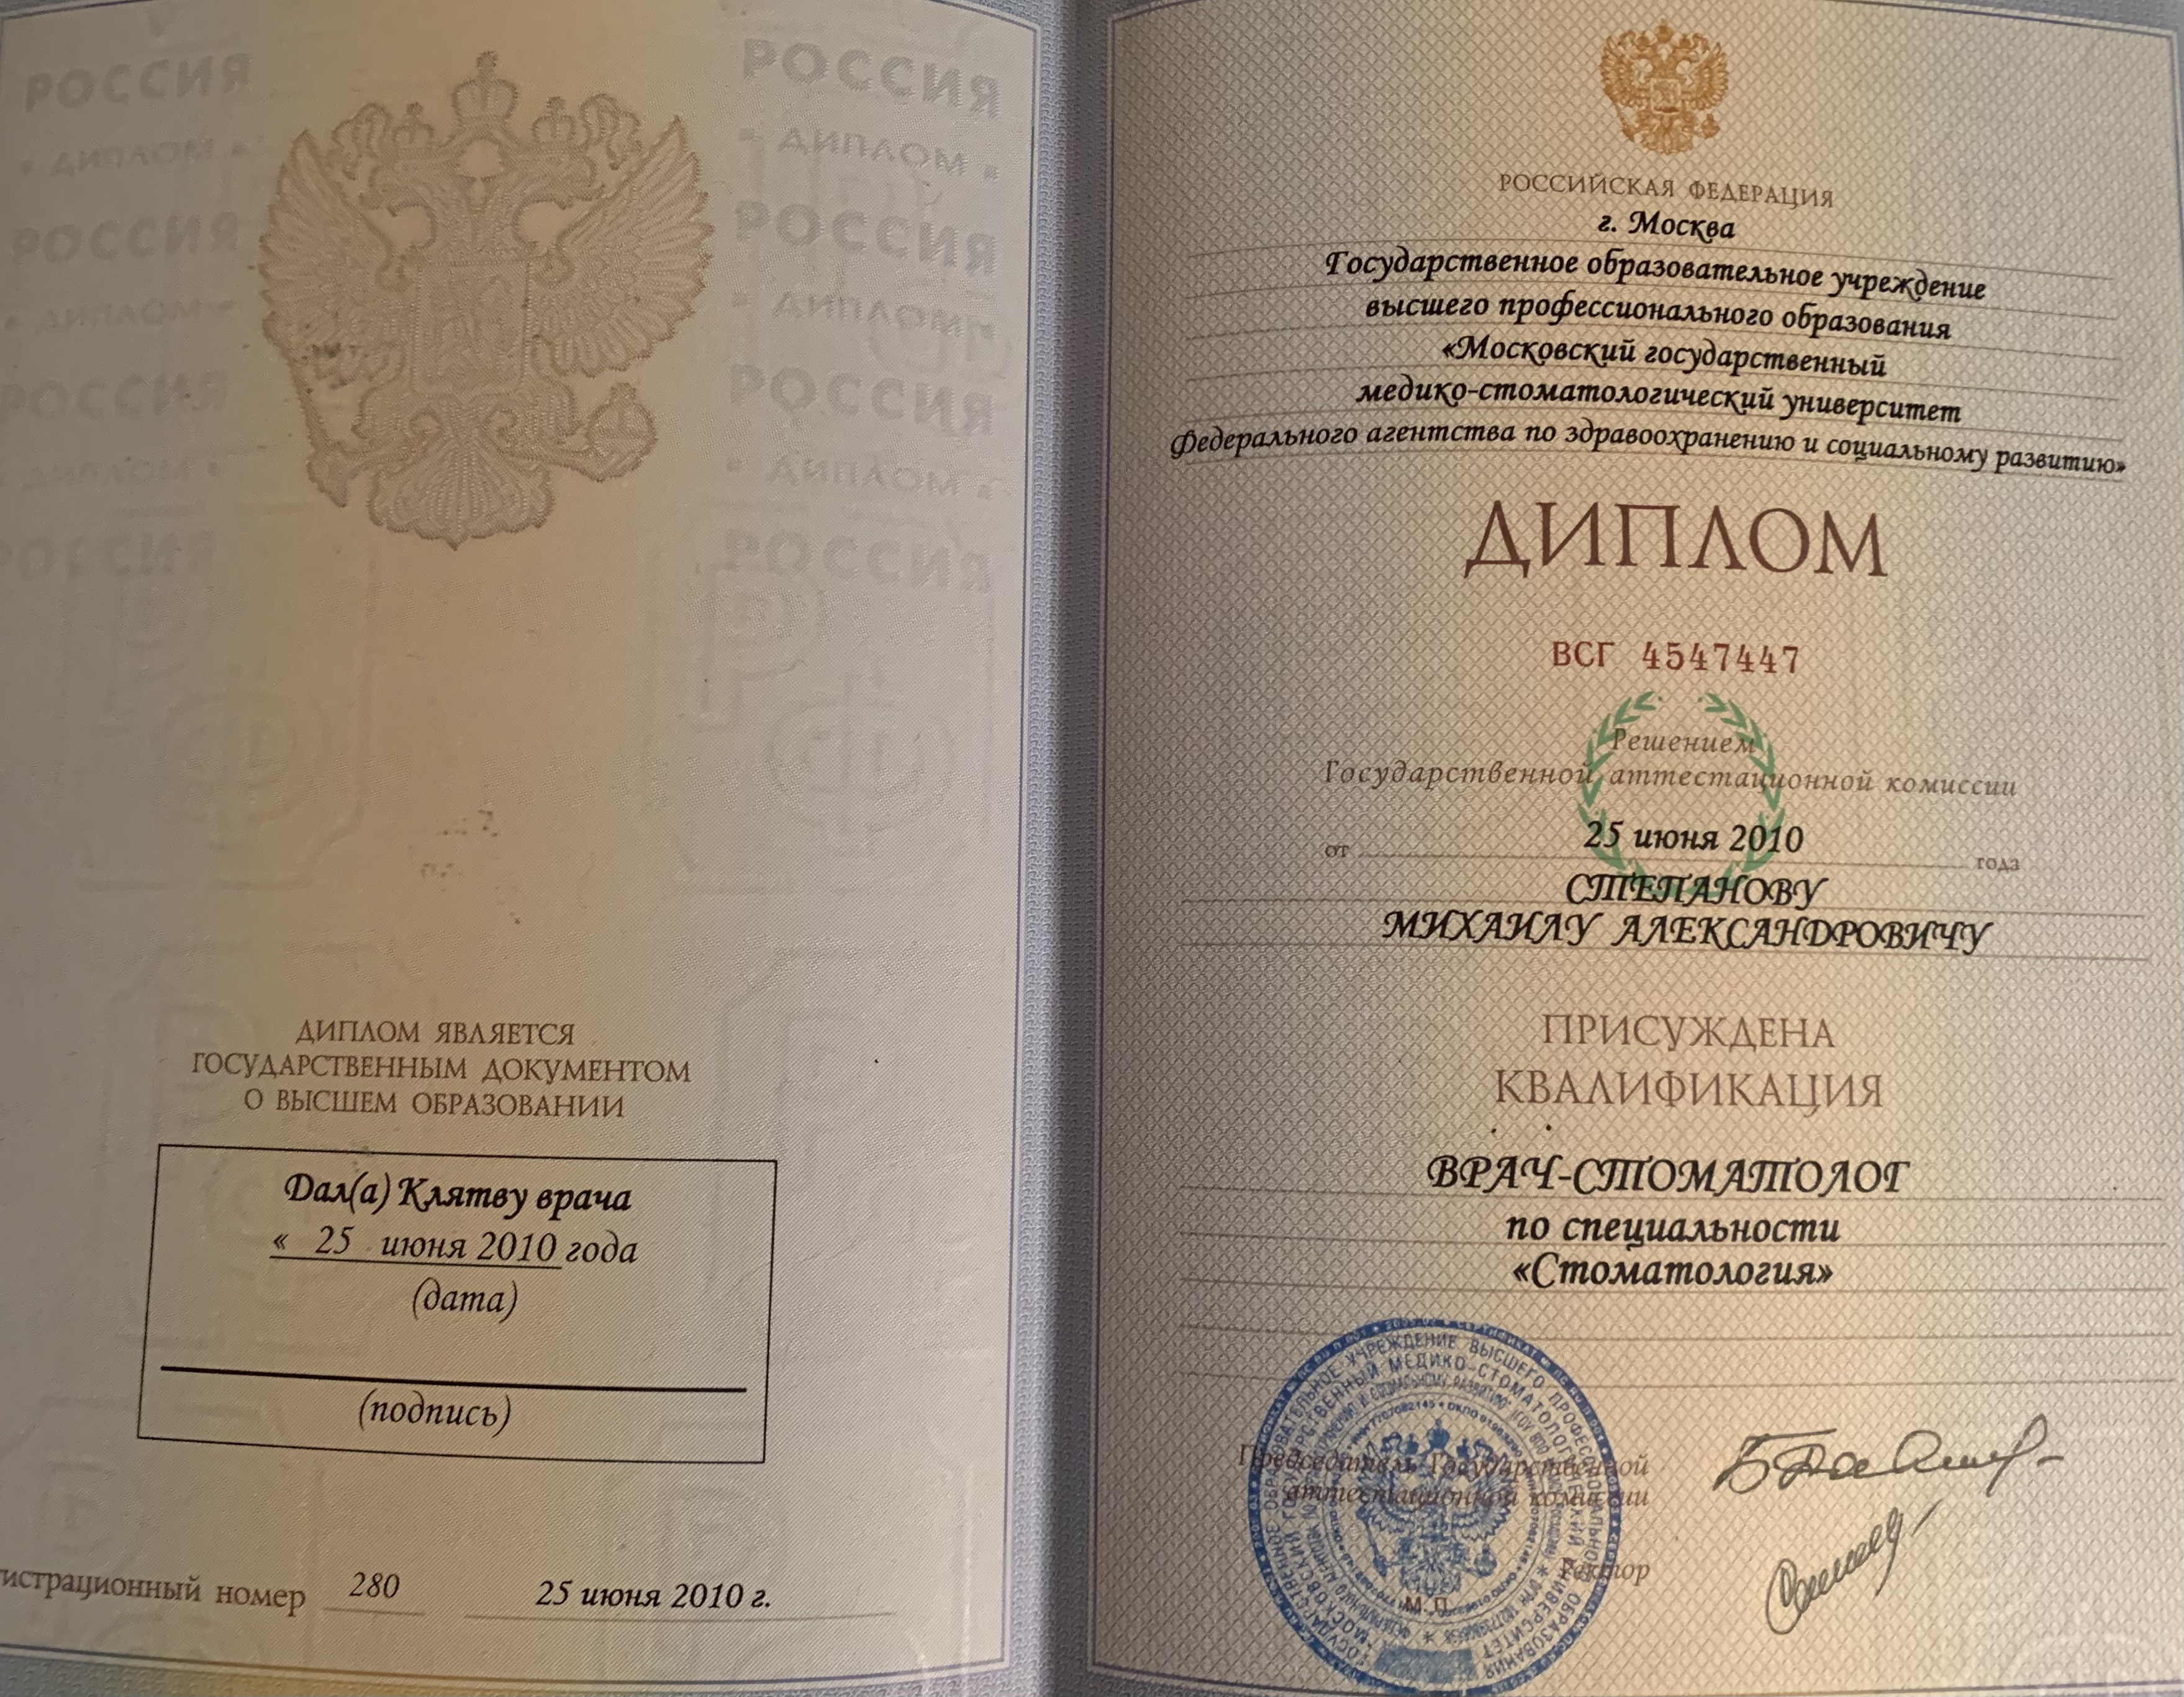 РОССИЯ
ДИПЛОМ
РОССИЯ
ДИПЛОМ
РОССИЯ
ДИПЛОМ
РОССИЯ
РОССИЯ
ДИПЛОМ
РОССИЯ
ДИПЛОМ
РОССИЯ
ДИПЛОМ
РОССИЯ
ДИПЛОМ ЯВЛЯЕТСЯ
ГОСУДАРСТВЕННЫМ ДОКУМЕНТОМ
О ВЫСШЕМ ОБРАЗОВАНИИ
Дал(а) Клятву врача
« 25 июня 2010 года
(дата)
(подпись)
истрационный номер 280 25 июня 2010 г.
РОССИЙСКАЯ ФЕДЕРАЦИЯ
г. Москва
Государственное образовательное учреждение
высшего профессионального образования
«Московский государственный
медико-стоматологический университет
Федерального агентства по здравоохранению и социальному развитию»
ДИПЛОМ
ВСГ 4547447
Решением
Государственной аттестационной комиссии
от 25 июня 2010 года
СТЕПАНОВУ
МИХАИЛУ АЛЕКСАНДРОВИЧУ
ПРИСУЖДЕНА
КВАЛИФИКАЦИЯ
ВРАЧ-СТОМАТОЛОГ
по специальности
«Стоматология»
Председатель Государственной
аттестационной комиссии
Ректор
М.П.